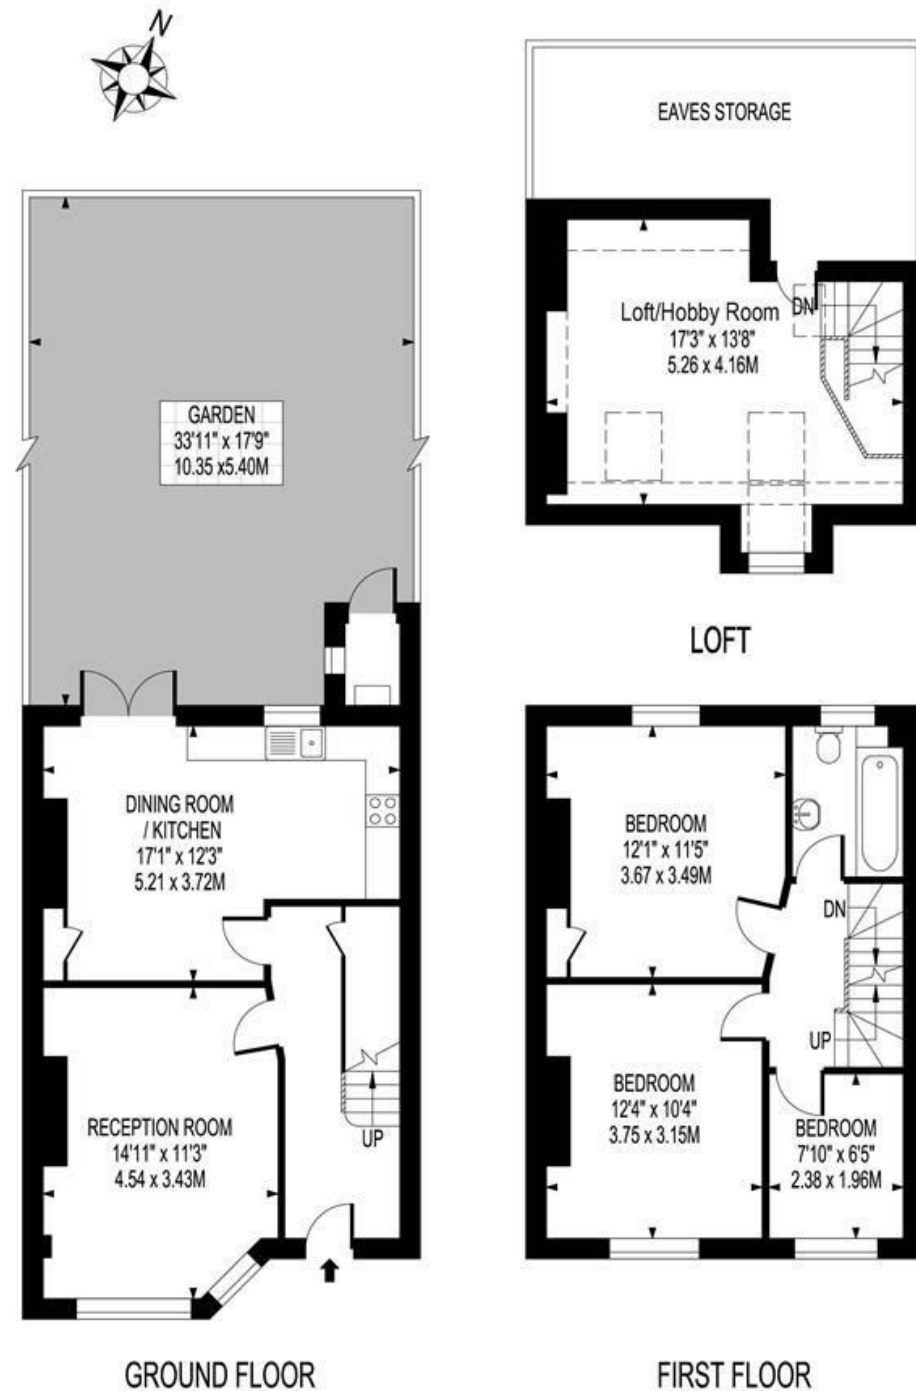 N
EAVES STORAGE
Loft/Hobby Room
17'3" x 13'8"
5.26 x 4.16M
DN
LOFT
GARDEN
33'11" x 17'9"
10.35 x5.40M
DINING ROOM
/ KITCHEN
17'1" x 12'3"
5.21 x 3.72M
RECEPTION ROOM
14'11" x 11'3"
4.54 x 3.43M
UP
GROUND FLOOR
BEDROOM
12'1" x 11'5"
3.67 x 3.49M
DN
UP
BEDROOM
12'4" x 10'4"
3.75 x 3.15M
BEDROOM
7'10" x 6'5"
2.38 x 1.96M
FIRST FLOOR